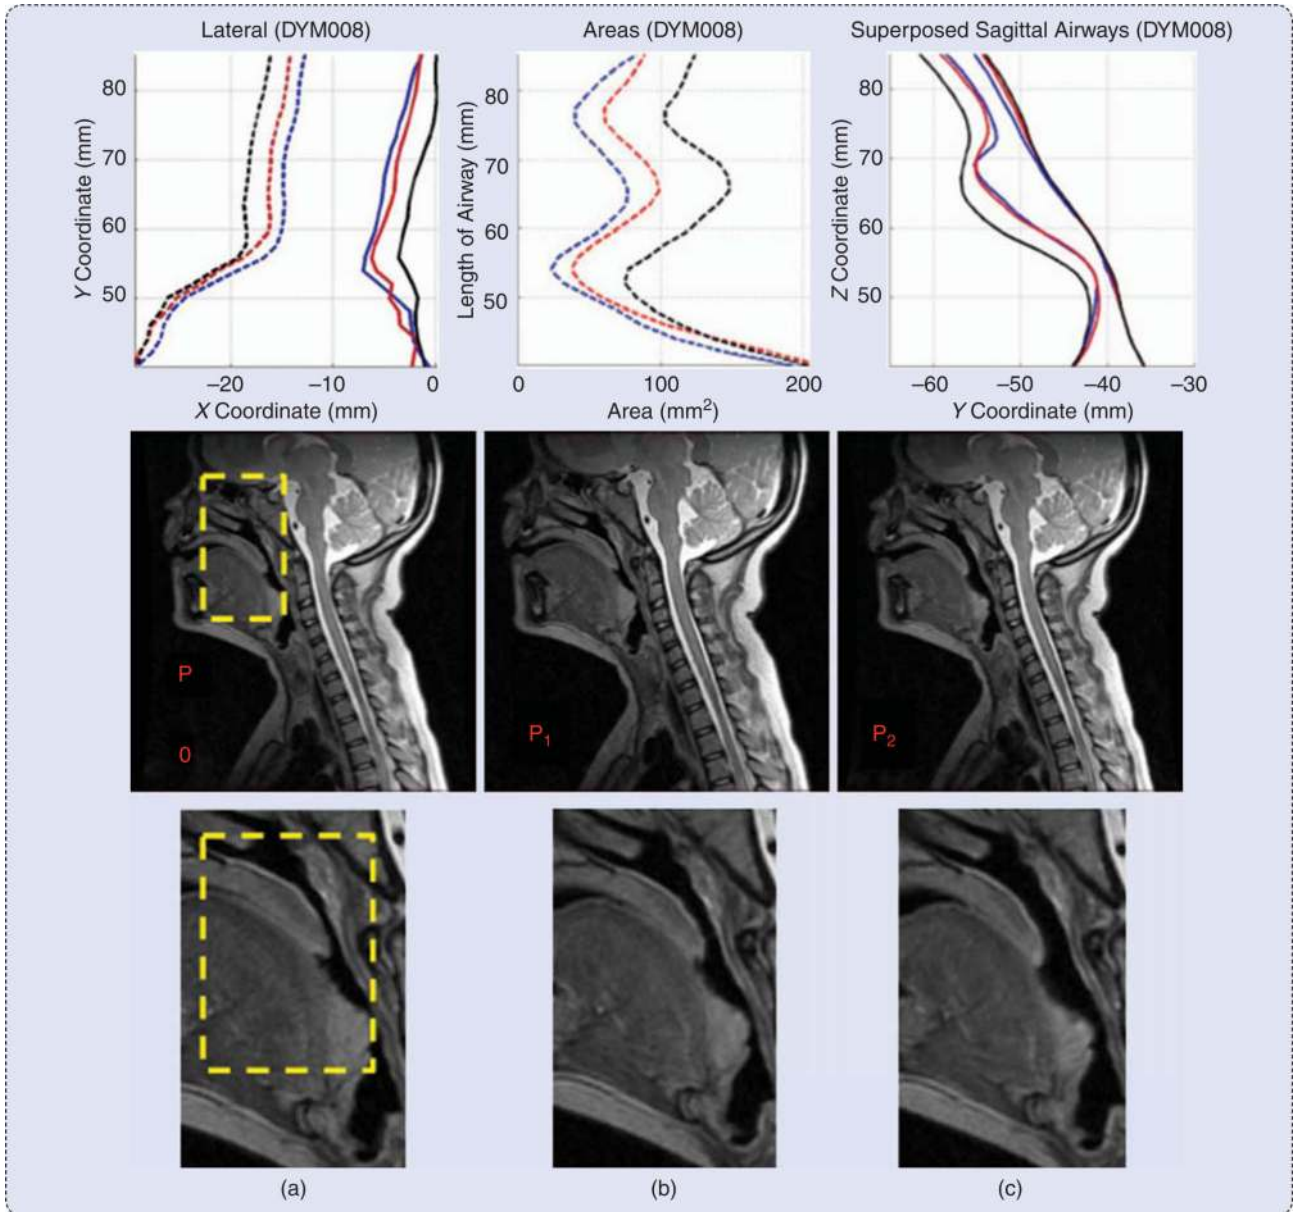 Lateral (DYM008)
Areas (DYM008)
Superposed Sagittal Airways (DYM008)
Y Coordinate (mm)
80
70
60
50
–20
–10
0
X Coordinate (mm)
Length of Airway (mm)
80
70
60
50
0
100
200
Area (mm²)
Z Coordinate (mm)
80
70
60
50
–60
–50
–40
–30
Y Coordinate (mm)
P
0
P₁
P₂
(a)
(b)
(c)